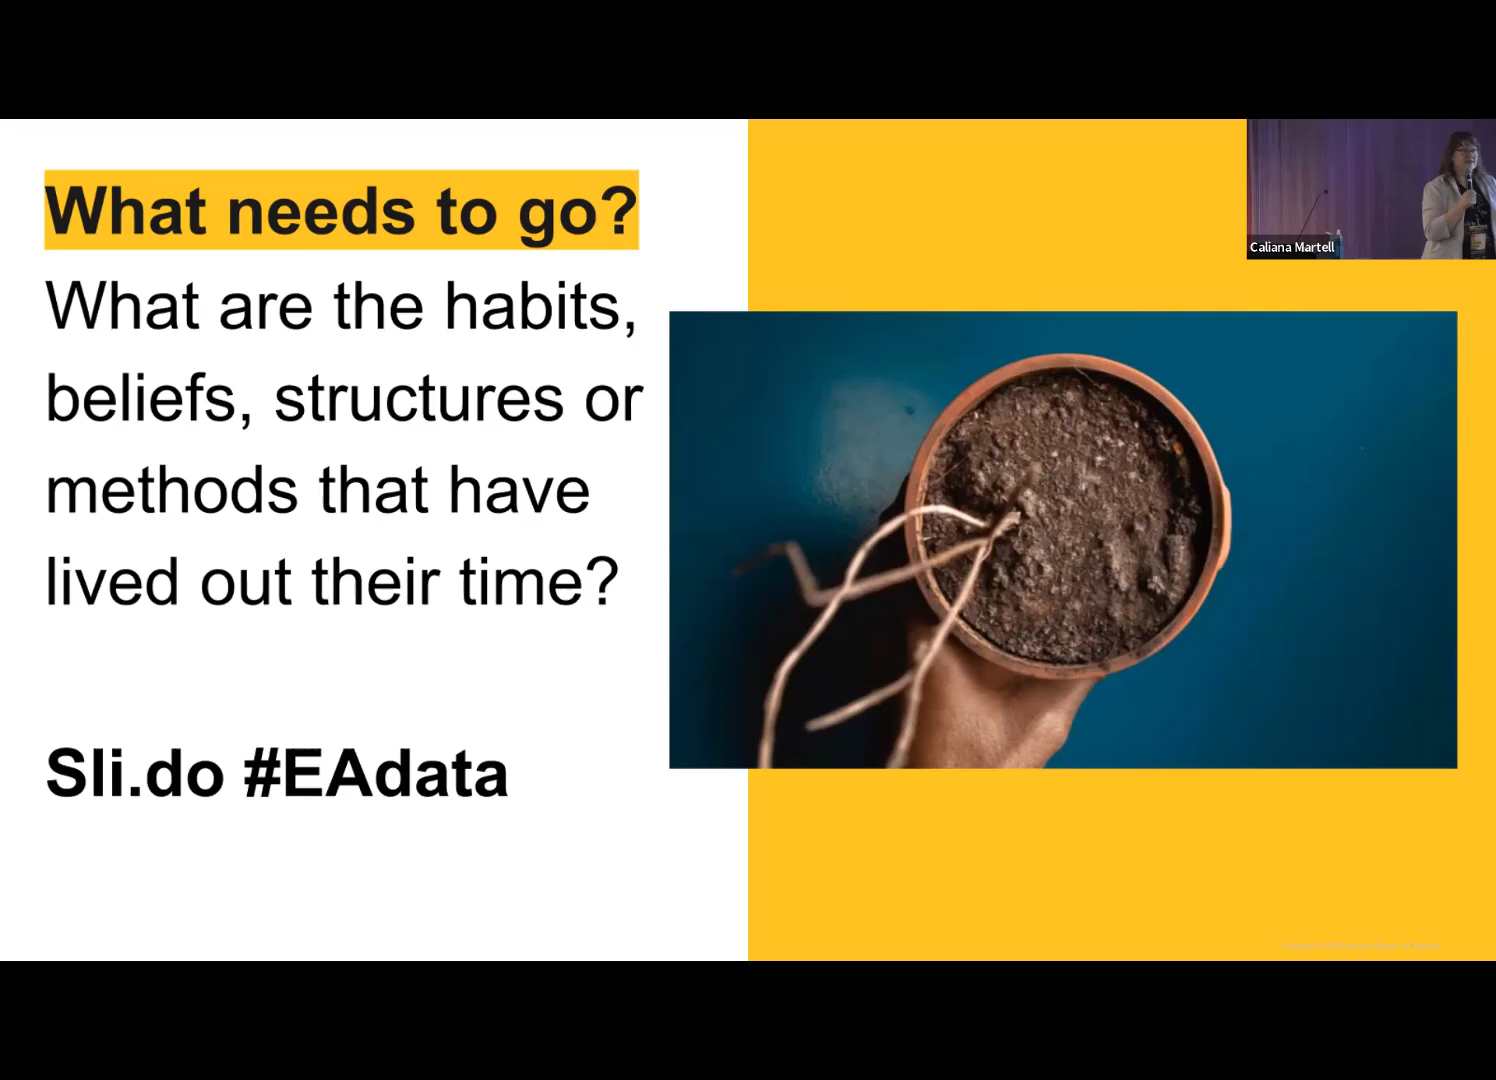 What needs to go?
What are the habits,
beliefs, structures or
methods that have
lived out their time?
Sli.do #EAdata
Caliana Martell